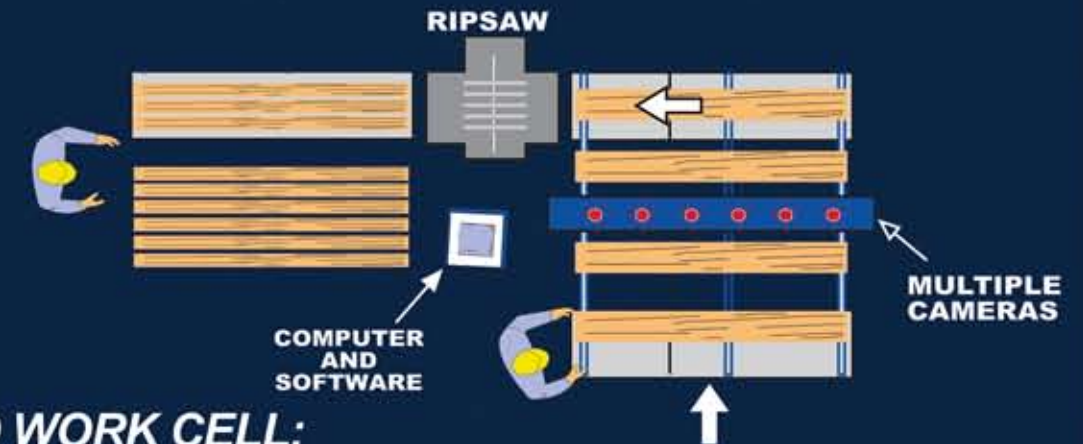 RIPSAW
MULTIPLE
CAMERAS
COMPUTER
AND
SOFTWARE
WORK CELL: